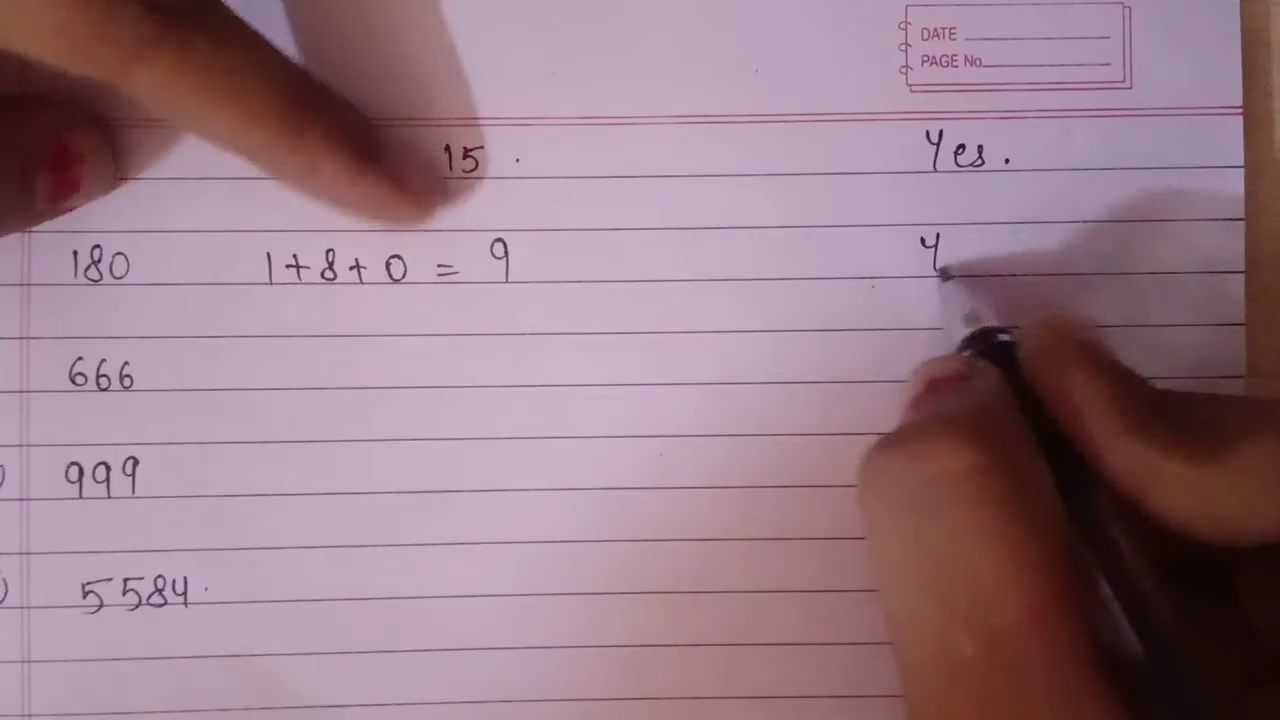 DATE
PAGE No.
15 . Yes.
180 1+8+0 = 9 Y
666
999
5584.